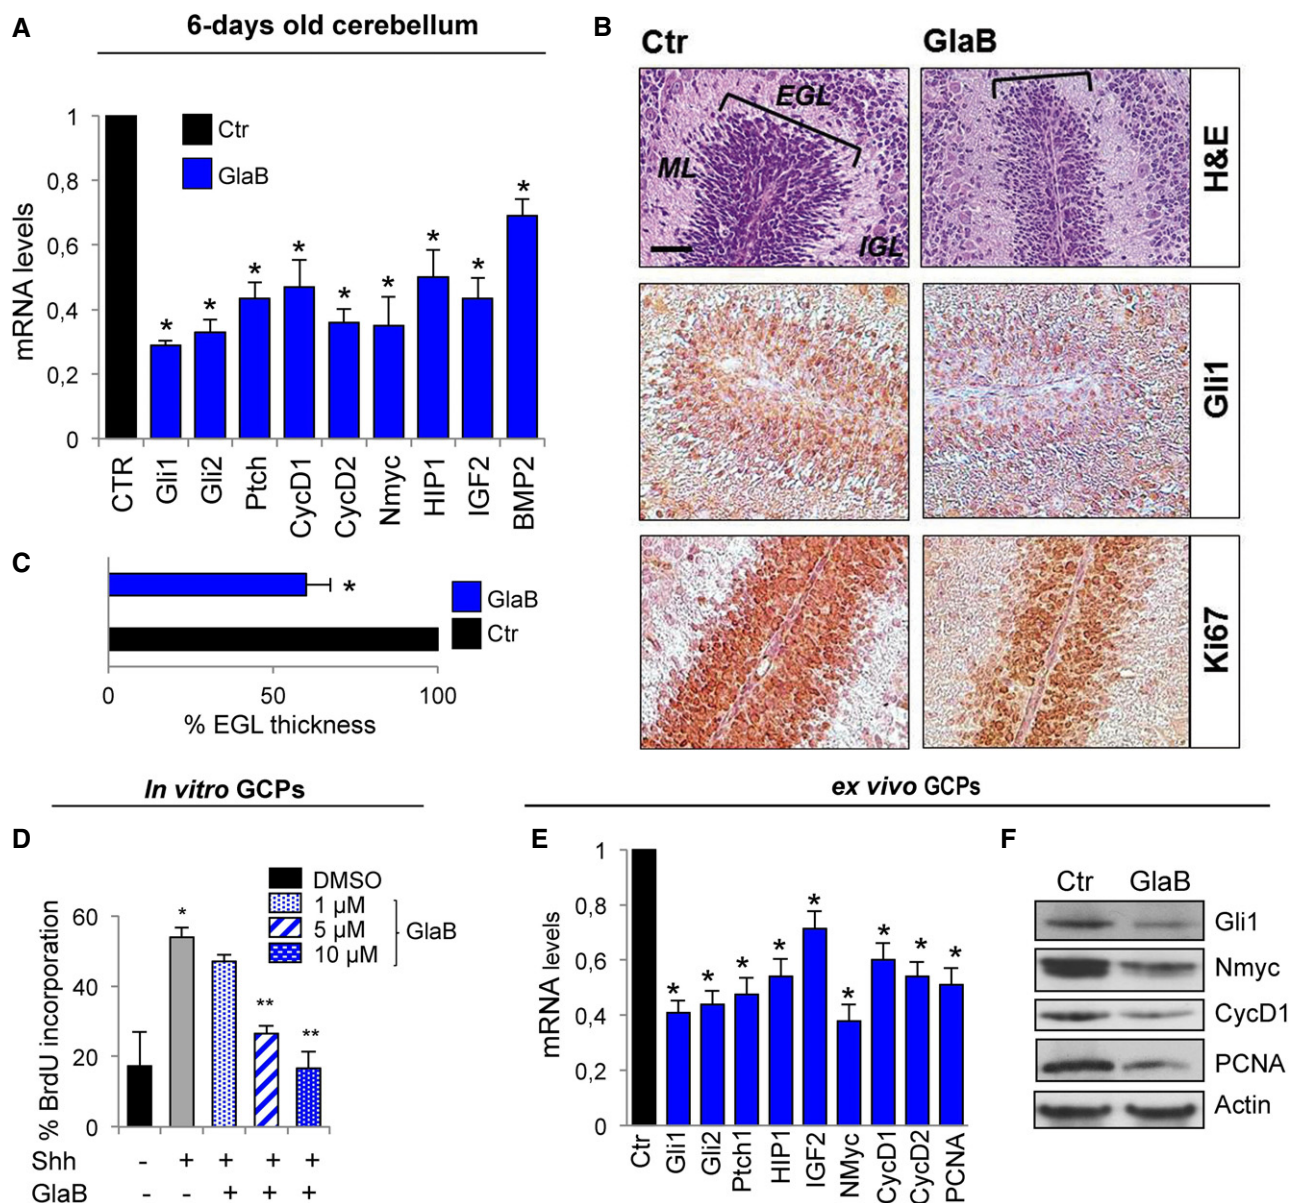 A
6-days old cerebellum
mRNA levels
1
0,8
0,6
0,4
0,2
0
Ctr
GlaB
* * * * * * * * *
CTR
Gli1
Gli2
Ptch
CycD1
CycD2
Nmyc
HIP1
IGF2
BMP2
B
Ctr GlaB
EGL
ML
IGL
H&E
Gli1
Ki67
C
*
GlaB
Ctr
0 50 100
% EGL thickness
In vitro GCPs
D
% BrdU incorporation
60
40
20
0
DMSO
1 µM
5 µM
10 µM
GlaB
* ** **
Shh - + + + +
GlaB - - + + +
ex vivo GCPs
E
mRNA levels
1
0,8
0,6
0,4
0,2
0
* * * * * * * * *
Ctr
Gli1
Gli2
Ptch1
HIP1
IGF2
NMyc
CycD1
CycD2
PCNA
F
Ctr GlaB
Gli1
Nmyc
CycD1
PCNA
Actin